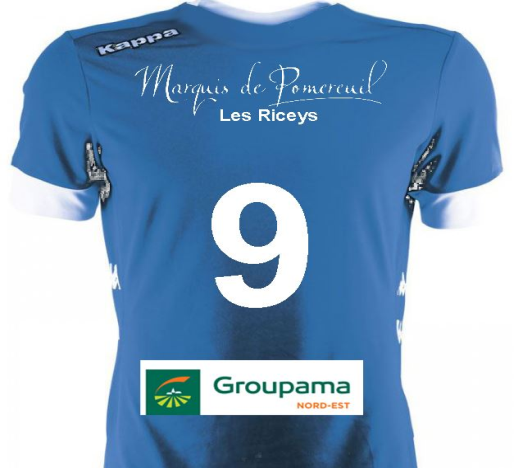 Kappa
Marquis de Pomereuil
Les Riceys
9
Groupama
NORD-EST